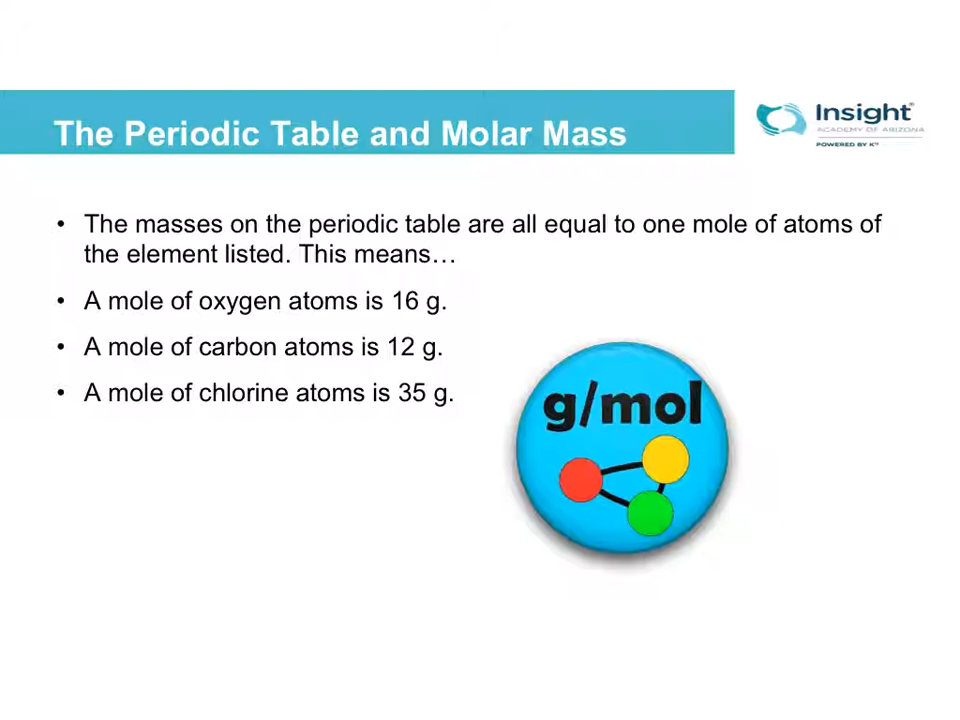 The Periodic Table and Molar Mass
Insight®
ACADEMY OF ARIZONA
POWERED BY K¹²
• The masses on the periodic table are all equal to one mole of atoms of
the element listed. This means…
• A mole of oxygen atoms is 16 g.
• A mole of carbon atoms is 12 g.
• A mole of chlorine atoms is 35 g.
g/mol